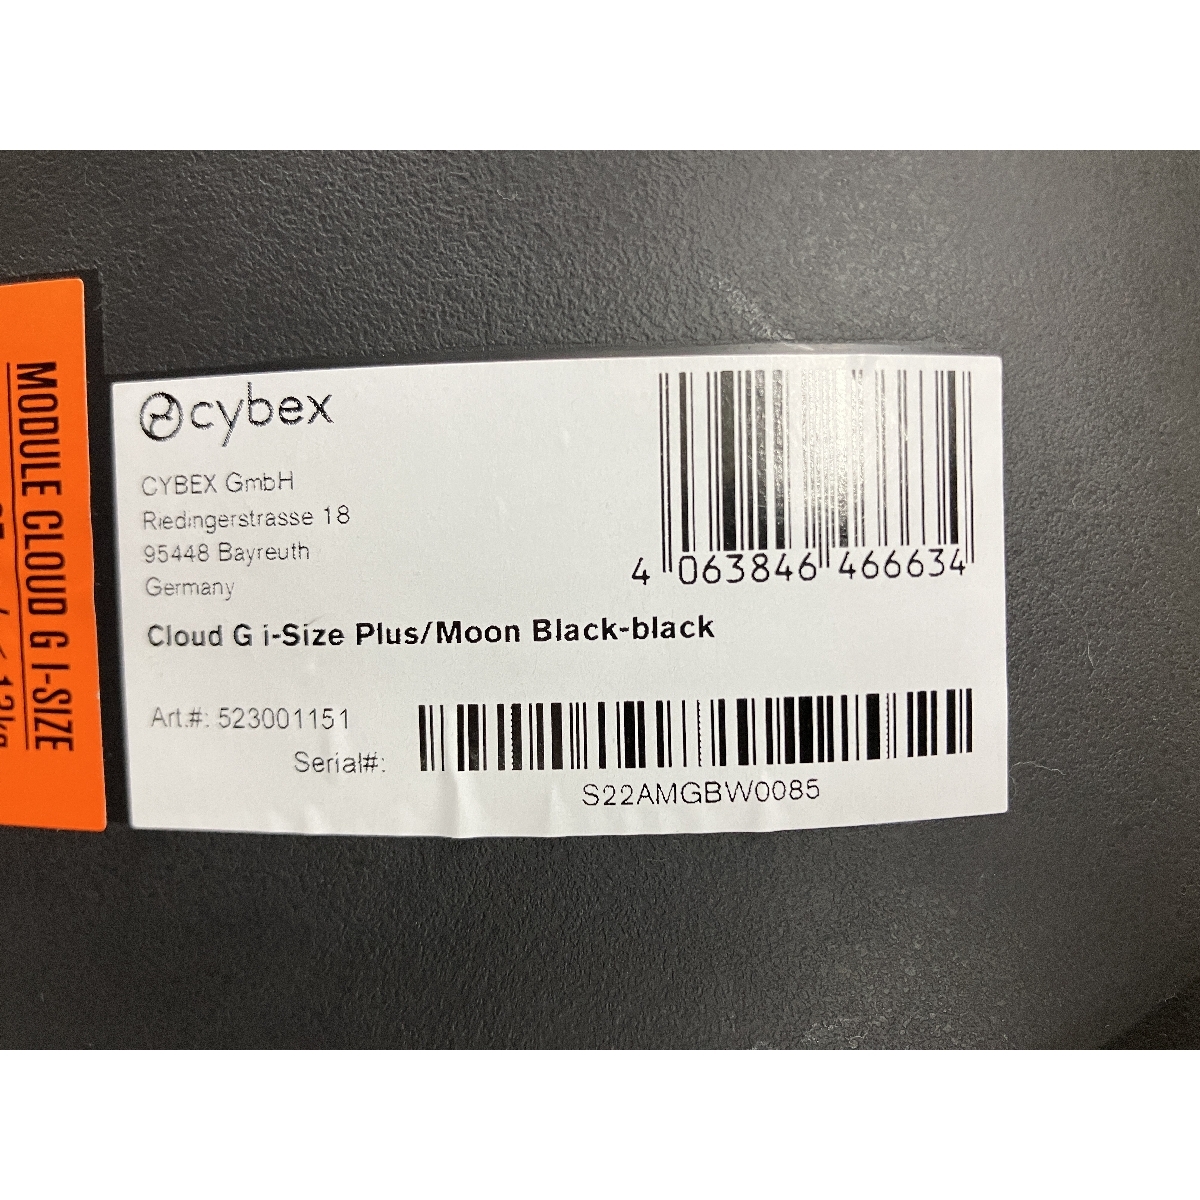 cybex
CYBEX GmbH
Riedingerstrasse 18
95448 Bayreuth
Germany
4 063846 466634
Cloud G i-Size Plus/Moon Black-black
Art.#: 523001151
Serial#:
S22AMGBW0085
MODULE CLOUD G I-SIZE